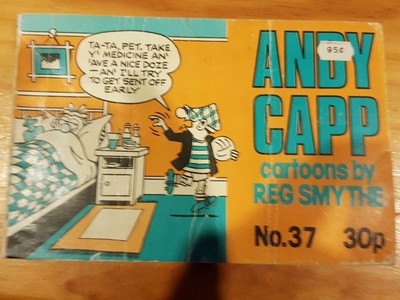 TA-TA, PET. TAKE
Y' MEDICINE AN'
'AVE A NICE DOZE
— AN' I'LL TRY
TO GET SENT OFF
EARLY
95¢
ANDY
CAPP
cartoons by
REG SMYTHE
No.37 30p